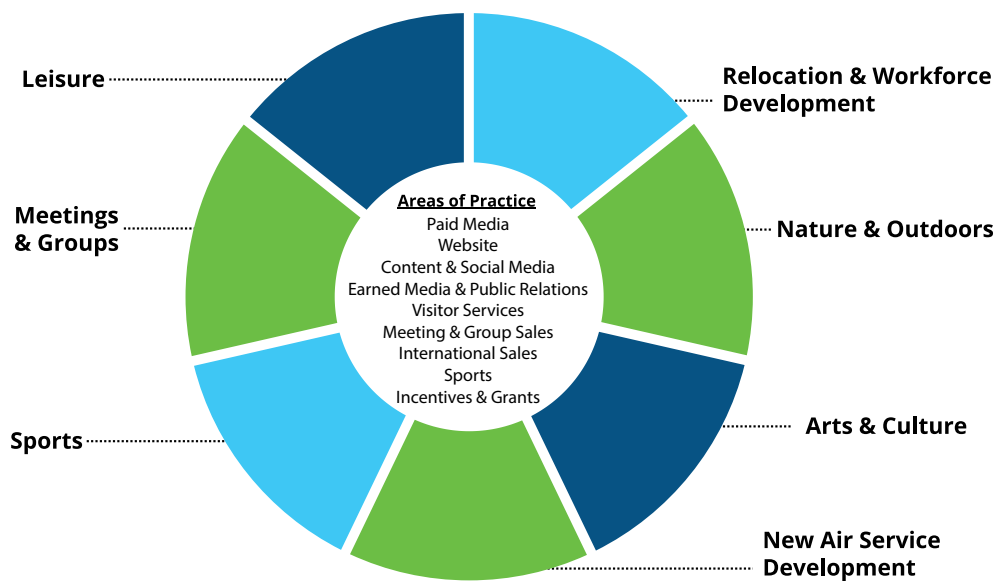 Leisure
Relocation & Workforce
Development
Meetings
& Groups
Nature & Outdoors
Areas of Practice
Paid Media
Website
Content & Social Media
Earned Media & Public Relations
Visitor Services
Meeting & Group Sales
International Sales
Sports
Incentives & Grants
Sports
Arts & Culture
New Air Service
Development